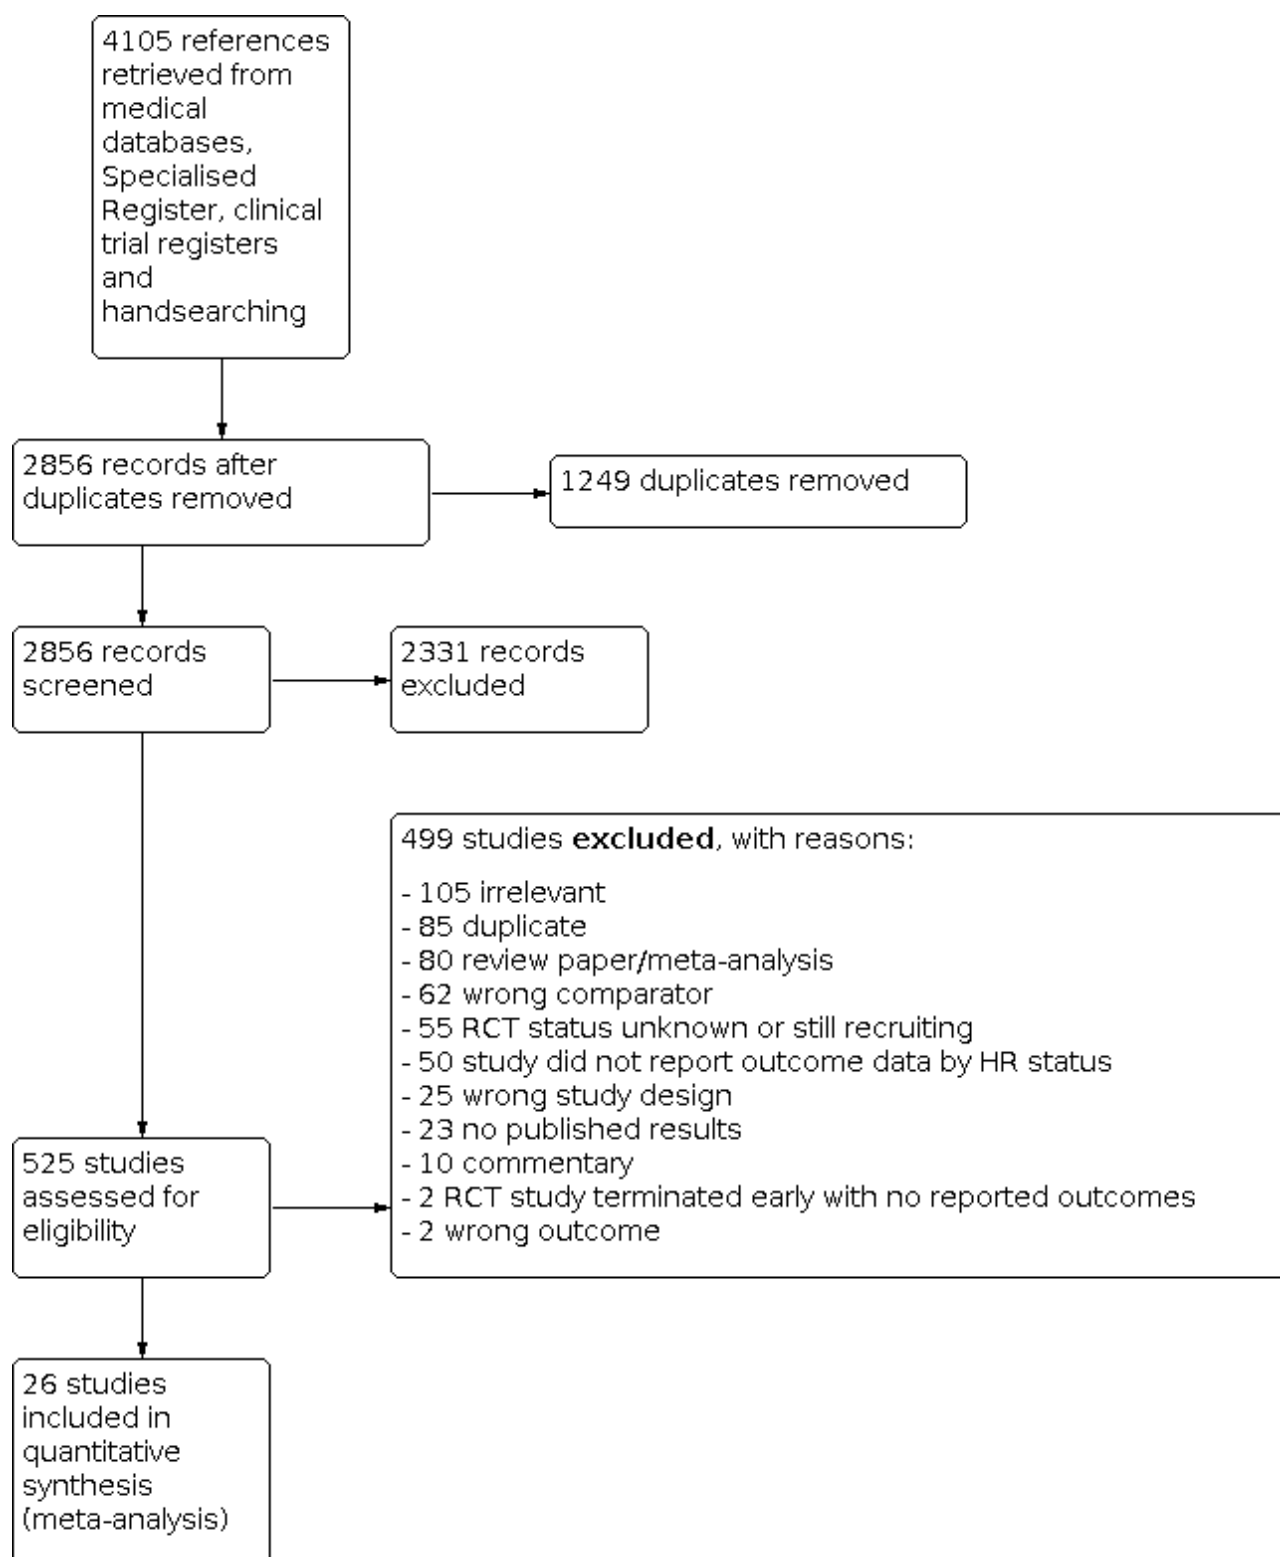 4105 references
retrieved from
medical
databases,
Specialised
Register, clinical
trial registers
and
handsearching
2856 records after
duplicates removed
1249 duplicates removed
2856 records
screened
2331 records
excluded
499 studies excluded, with reasons:
- 105 irrelevant
- 85 duplicate
- 80 review paper/meta-analysis
- 62 wrong comparator
- 55 RCT status unknown or still recruiting
- 50 study did not report outcome data by HR status
- 25 wrong study design
- 23 no published results
- 10 commentary
- 2 RCT study terminated early with no reported outcomes
- 2 wrong outcome
525 studies
assessed for
eligibility
26 studies
included in
quantitative
synthesis
(meta-analysis)